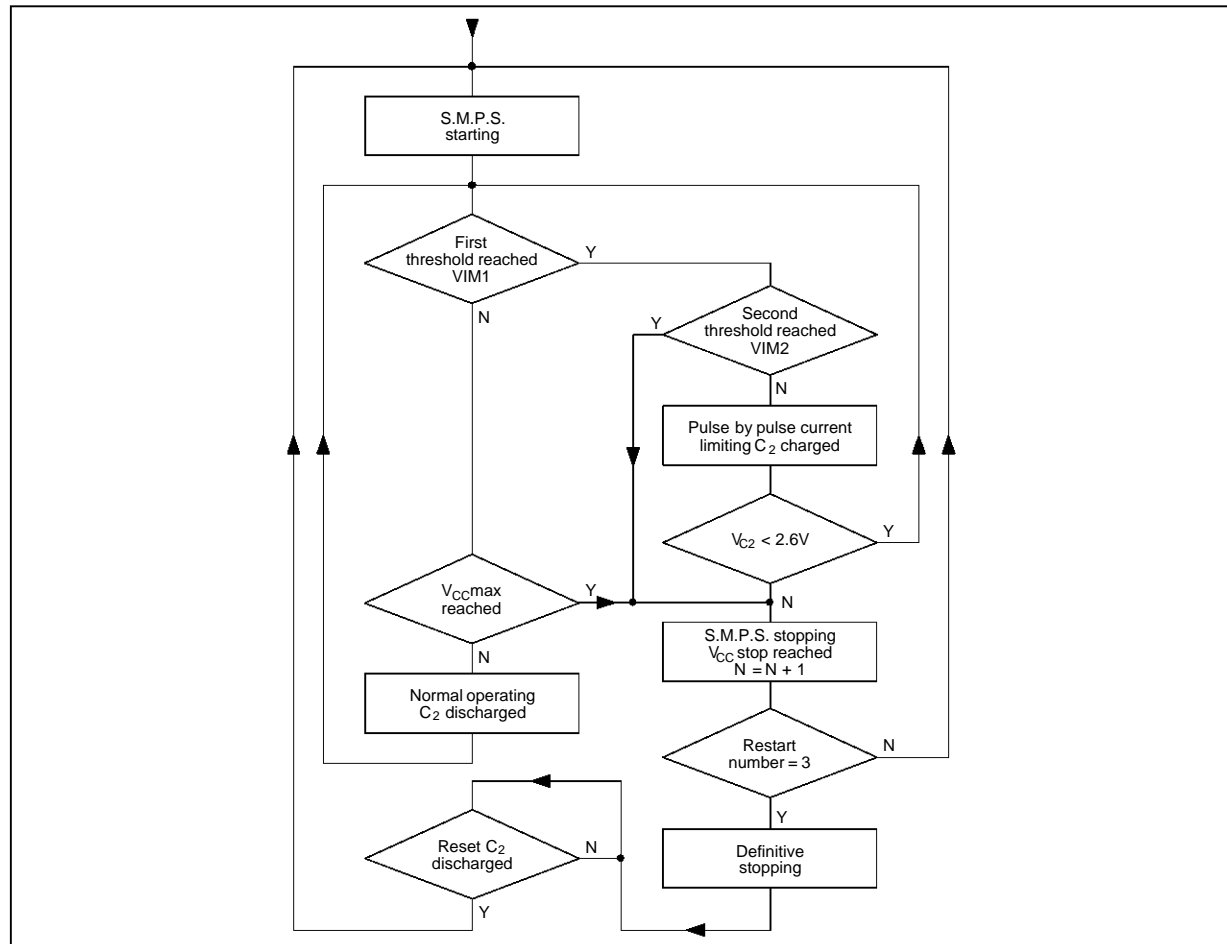 S.M.P.S.
starting
First
threshold reached
VIM1
Y
N
Second
threshold reached
VIM2
Y
N
Pulse by pulse current
limiting C2 charged
VC2 < 2.6V
Y
N
VCCmax
reached
Y
N
S.M.P.S. stopping
VCC stop reached
N = N + 1
Normal operating
C2 discharged
Restart
number = 3
N
Y
Reset C2
discharged
N
Y
Definitive
stopping